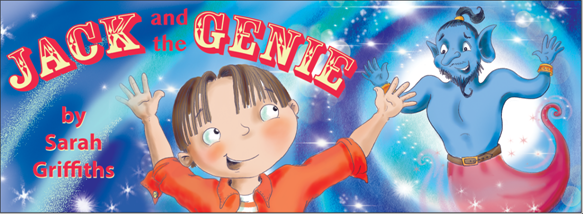 JACK and the GENIE
by
Sarah
Griffiths